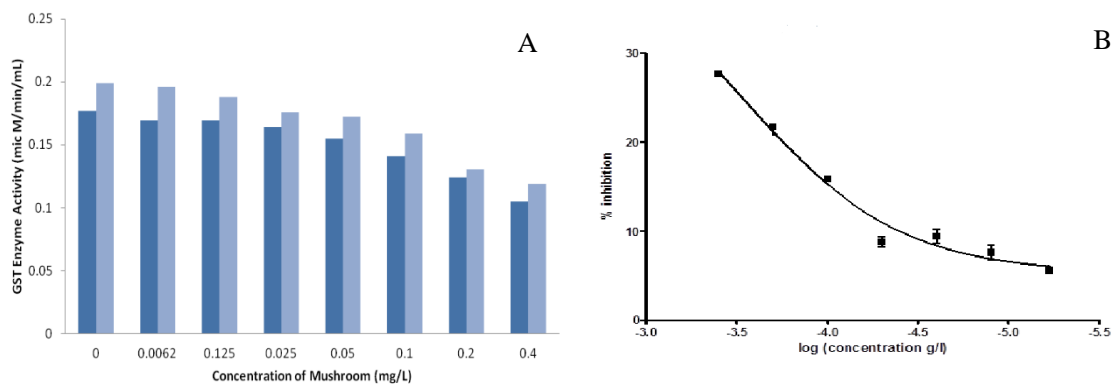 A
0.25
0.2
0.15
0.1
0.05
0
GST Enzyme Activity (mic M/min/mL)
0 0.0062 0.125 0.025 0.05 0.1 0.2 0.4
Concentration of Mushroom (mg/L)
B
30
20
10
0
% inhibition
-3.0 -3.5 -4.0 -4.5 -5.0 -5.5
log (concentration g/l)